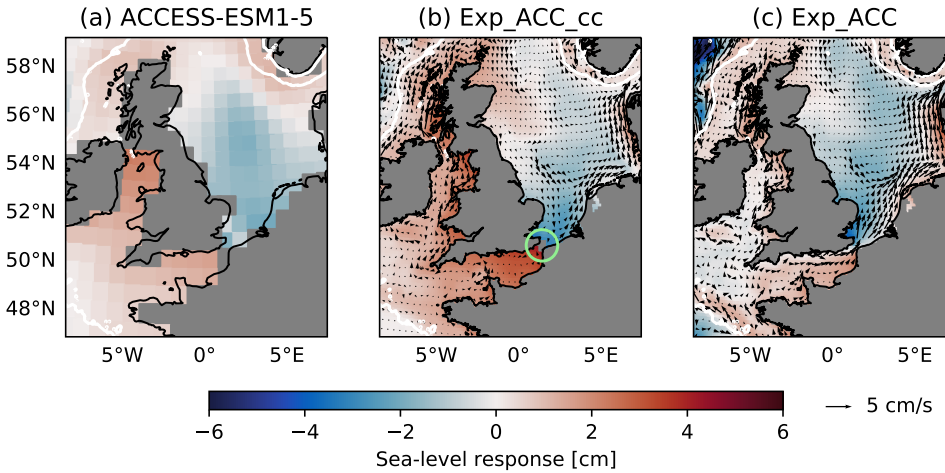 (a) ACCESS-ESM1-5
(b) Exp_ACC_cc
(c) Exp_ACC
58°N
56°N
54°N
52°N
50°N
48°N
5°W 0° 5°E
5°W 0° 5°E
5°W 0° 5°E
−6 −4 −2 0 2 4 6
5 cm/s
Sea-level response [cm]